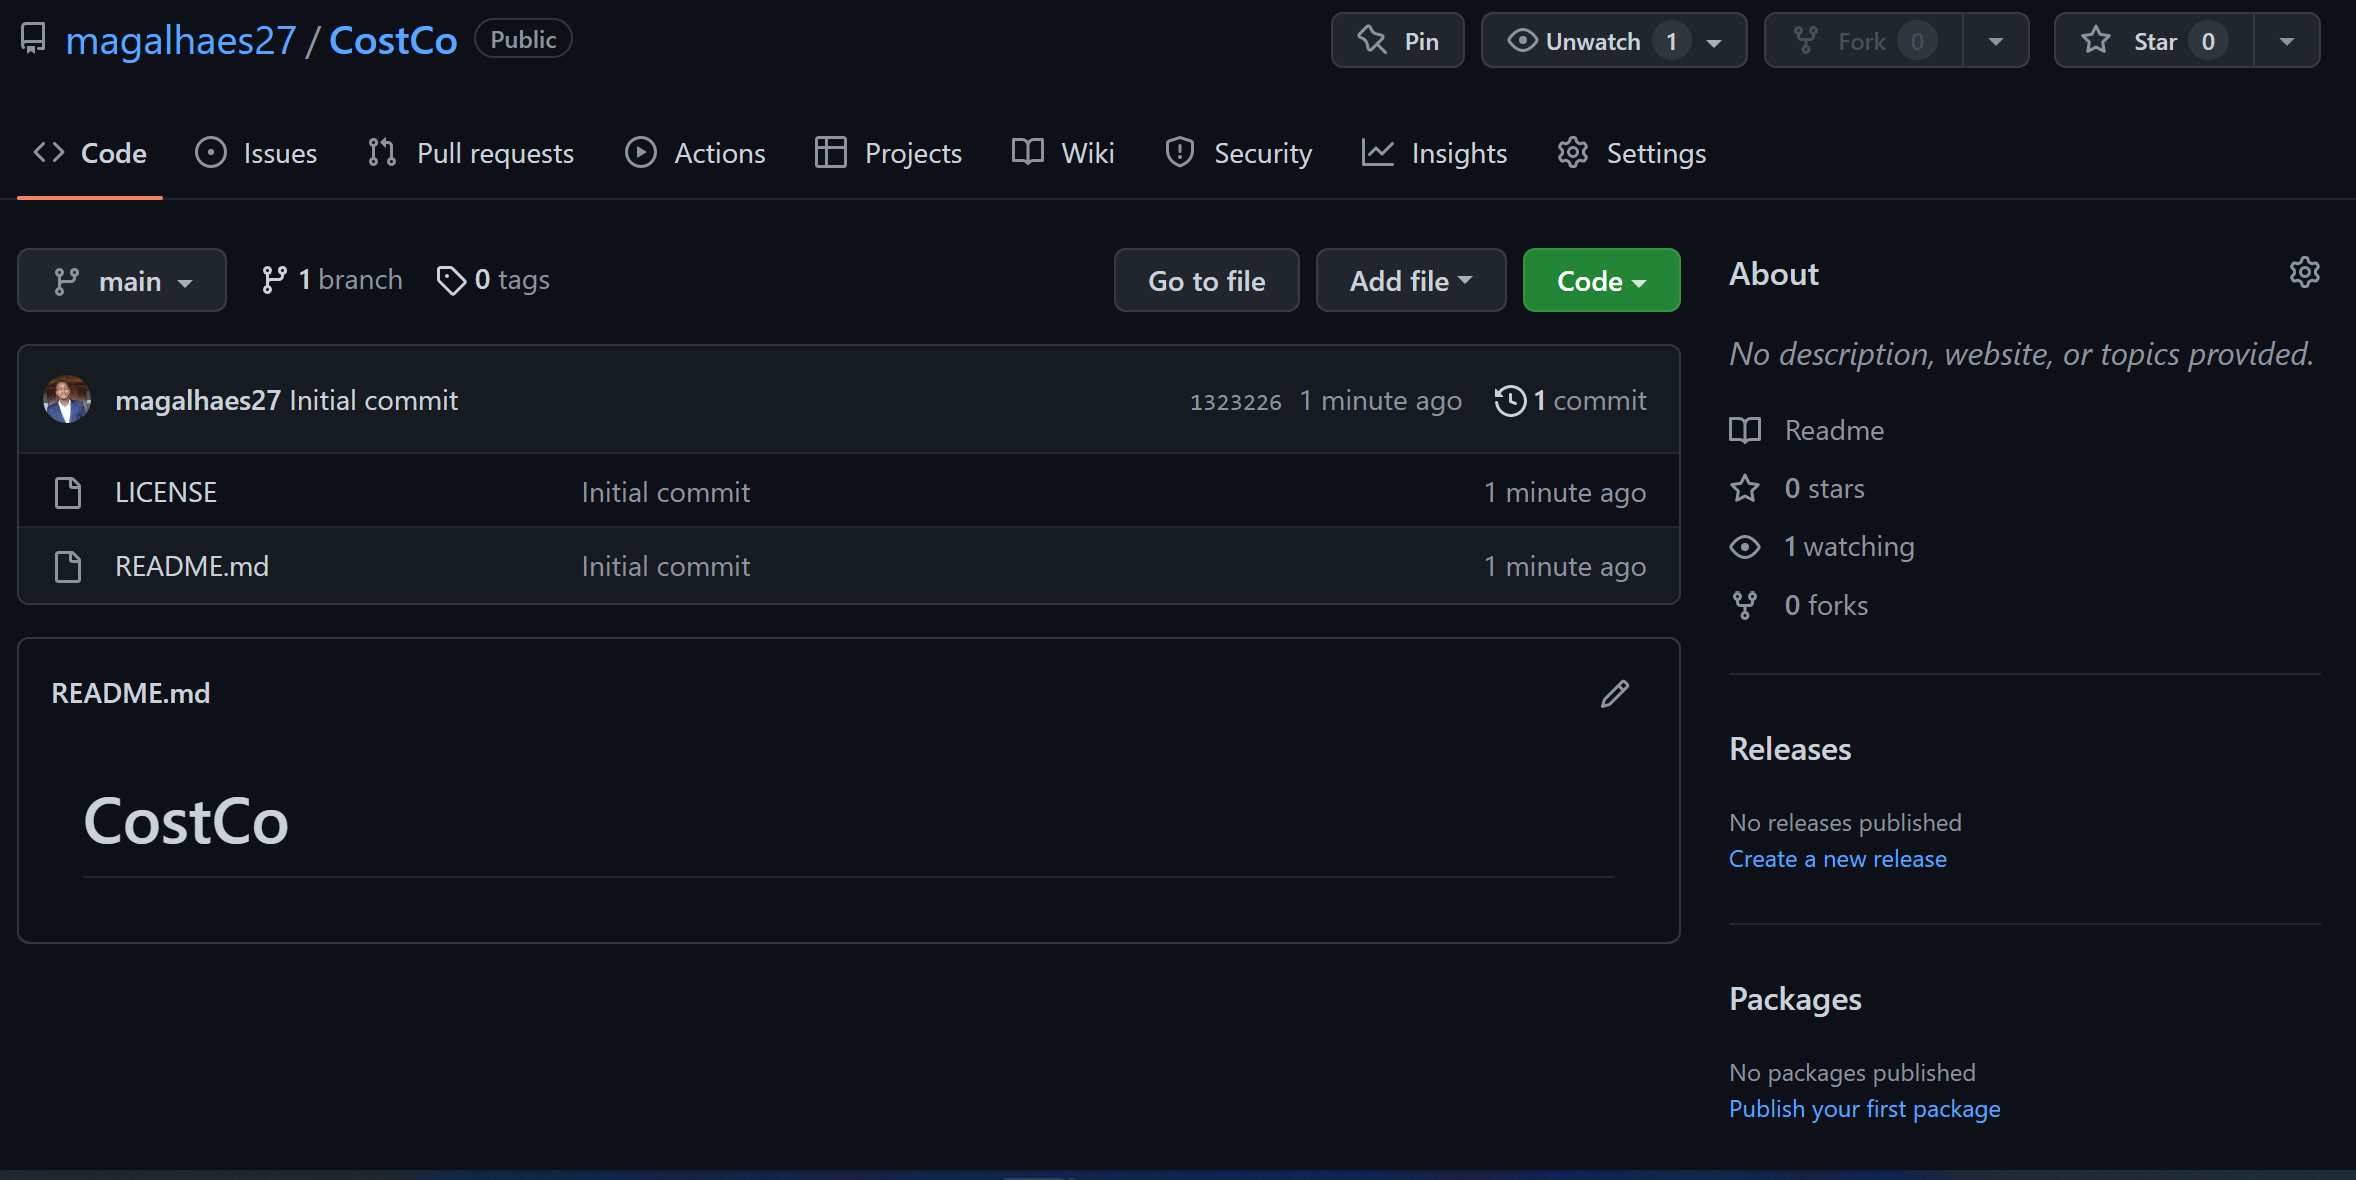 magalhaes27 / CostCo Public Pin Unwatch 1 Fork 0 Star 0
Code Issues Pull requests Actions Projects Wiki Security Insights Settings
main 1 branch 0 tags Go to file Add file Code
magalhaes27 Initial commit 1323226 1 minute ago 1 commit
LICENSE Initial commit 1 minute ago
README.md Initial commit 1 minute ago
README.md
CostCo
About
No description, website, or topics provided.
Readme
0 stars
1 watching
0 forks
Releases
No releases published
Create a new release
Packages
No packages published
Publish your first package